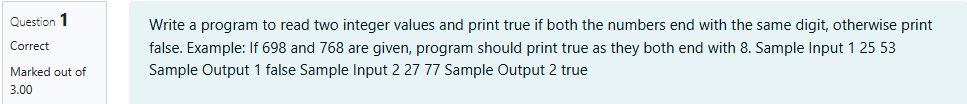 Question 1
Correct
Marked out of
3.00
Write a program to read two integer values and print true if both the numbers end with the same digit, otherwise print
false. Example: If 698 and 768 are given, program should print true as they both end with 8. Sample Input 1 25 53
Sample Output 1 false Sample Input 2 27 77 Sample Output 2 true